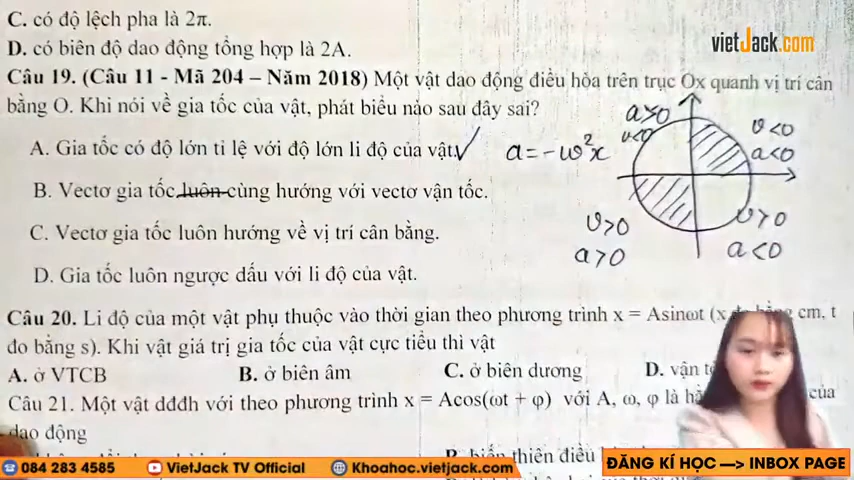 C. có độ lệch pha là 2π.
D. có biên độ dao động tổng hợp là 2A.
vietJack.com
Câu 19. (Câu 11 - Mã 204 – Năm 2018) Một vật dao động điều hòa trên trục Ox quanh vị trí cân
bằng O. Khi nói về gia tốc của vật, phát biểu nào sau đây sai?
A. Gia tốc có độ lớn tỉ lệ với độ lớn li độ của vật.
a = -ω²x
a>0
v<0
v<0
a<0
B. Vectơ gia tốc luôn cùng hướng với vectơ vận tốc.
C. Vectơ gia tốc luôn hướng về vị trí cân bằng.
v>0
a>0
v>0
a<0
D. Gia tốc luôn ngược dấu với li độ của vật.
Câu 20. Li độ của một vật phụ thuộc vào thời gian theo phương trình x = Asinωt (x đo bằng cm, t
đo bằng s). Khi vật giá trị gia tốc của vật cực tiểu thì vật
A. ở VTCB B. ở biên âm C. ở biên dương D. vận
Câu 21. Một vật dđđh với theo phương trình x = Acos(ωt + φ) với A, ω, φ là của
dao động
B. biến thiên điều
084 283 4585 VietJack TV Official Khoahoc.vietjack.com
ĐĂNG KÍ HỌC —> INBOX PAGE